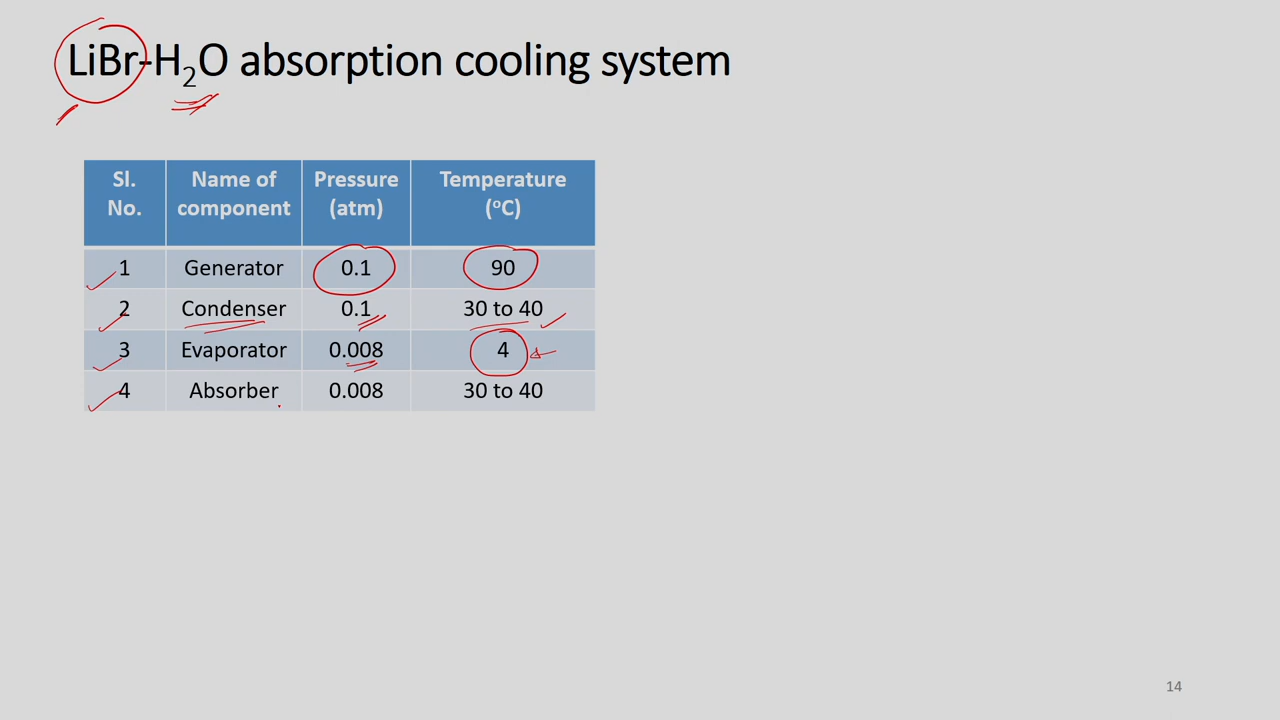 LiBr-H₂O absorption cooling system
Sl. No. Name of component Pressure (atm) Temperature (°C)
1 Generator 0.1 90
2 Condenser 0.1 30 to 40
3 Evaporator 0.008 4
4 Absorber 0.008 30 to 40
14